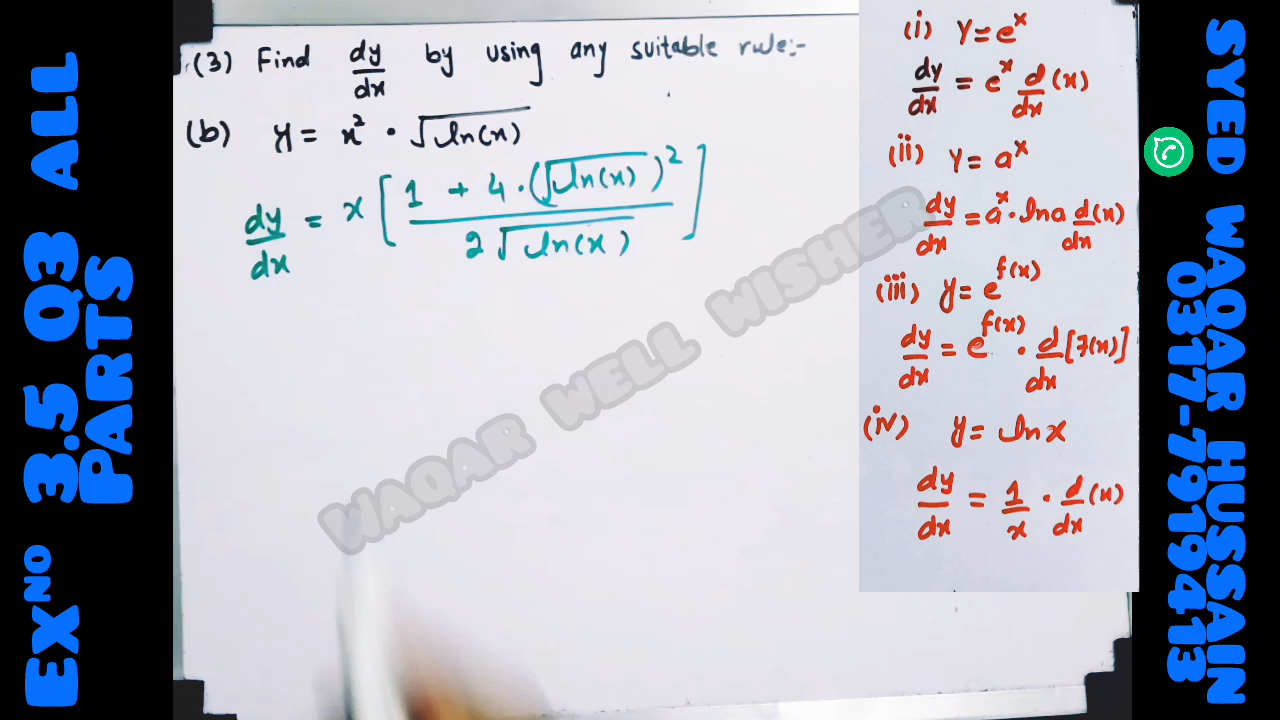 Ex NO 3.5 Q3 ALL
PARTS
(3) Find dy/dx by using any suitable rule:-
(b) y = x² · √ln(x)
dy/dx = x [ 1 + 4 · (√ln(x))² / 2√ln(x) ]
WAQAR WELL WISHER
(i) Y = e^x
dy/dx = e^x d/dx (x)
(ii) Y = a^x
dy/dx = a^x · ln a d(x)/dx
(iii) y = e^f(x)
dy/dx = e^f(x) · d/dx [f(x)]
(iv) y = ln x
dy/dx = 1/x · d/dx (x)
SYED WAQAR HUSSAIN
0317-7919413